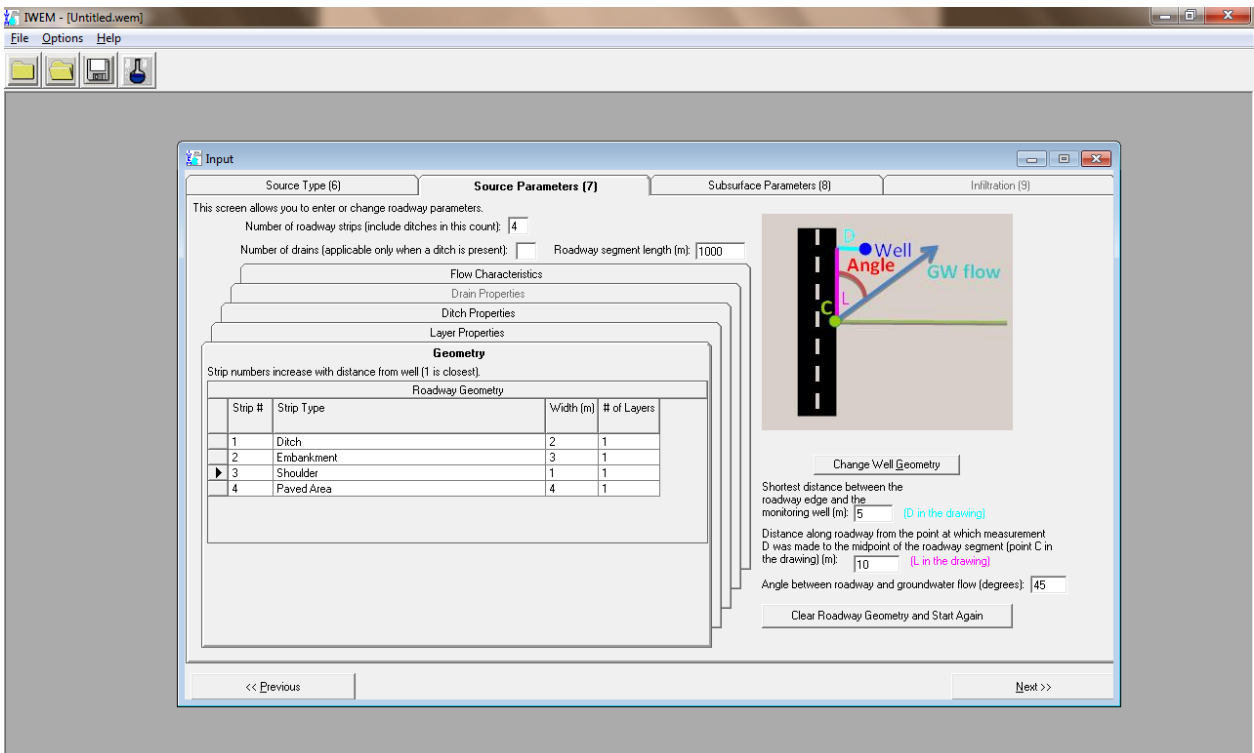 IWEM - [Untitled.wem]
File Options Help
Input
Source Type (6) Source Parameters (7) Subsurface Parameters (8) Infiltration (9)
This screen allows you to enter or change roadway parameters.
Number of roadway strips (include ditches in this count): 4
Number of drains (applicable only when a ditch is present): Roadway segment length (m): 1000
Flow Characteristics
Drain Properties
Ditch Properties
Layer Properties
Geometry
Strip numbers increase with distance from well (1 is closest).
Roadway Geometry
Strip # Strip Type Width (m) # of Layers
1 Ditch 2 1
2 Embankment 3 1
3 Shoulder 1 1
4 Paved Area 4 1
D
Well
Angle
GW flow
L
C
Change Well Geometry
Shortest distance between the
roadway edge and the
monitoring well (m): 5 (D in the drawing)
Distance along roadway from the point at which measurement
D was made to the midpoint of the roadway segment (point C in
the drawing) (m): 10 (L in the drawing)
Angle between roadway and groundwater flow (degrees): 45
Clear Roadway Geometry and Start Again
<< Previous
Next >>